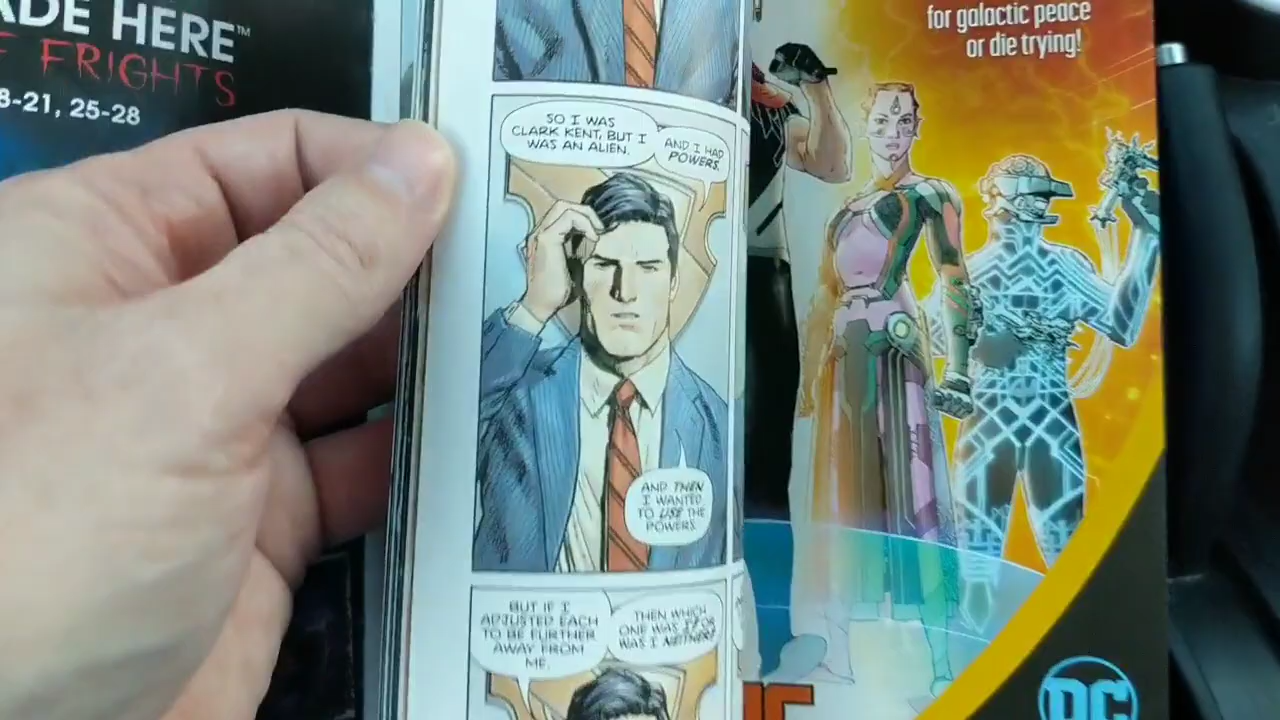 ADE HERE™
F FRIGHTS
8-21, 25-28
SO I WAS
CLARK KENT, BUT I
WAS AN ALIEN.
AND I HAD
POWERS.
AND THEN
I WANTED
TO USE THE
POWERS.
BUT IF I
ADJUSTED EACH
TO BE FURTHER
AWAY FROM
ME.
THEN WHICH
ONE WAS I? OR
WAS I NEITHER?
for galactic peace
or die trying!
DC